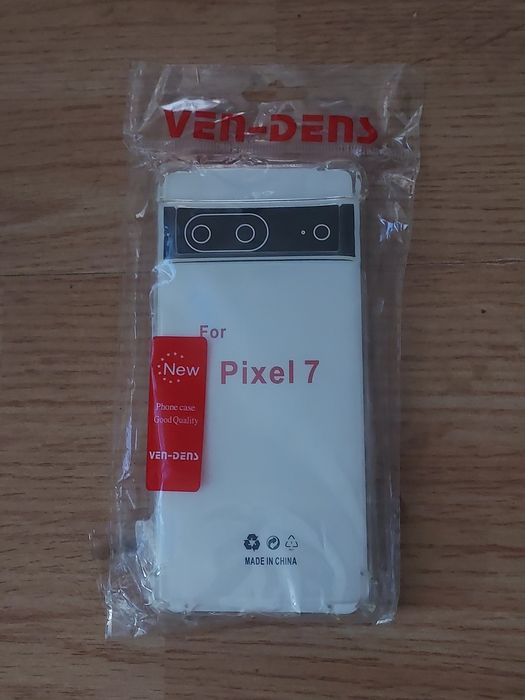 VEN-DENS
For
Pixel 7
New
Phone case
Good Quality
VEN-DENS
MADE IN CHINA